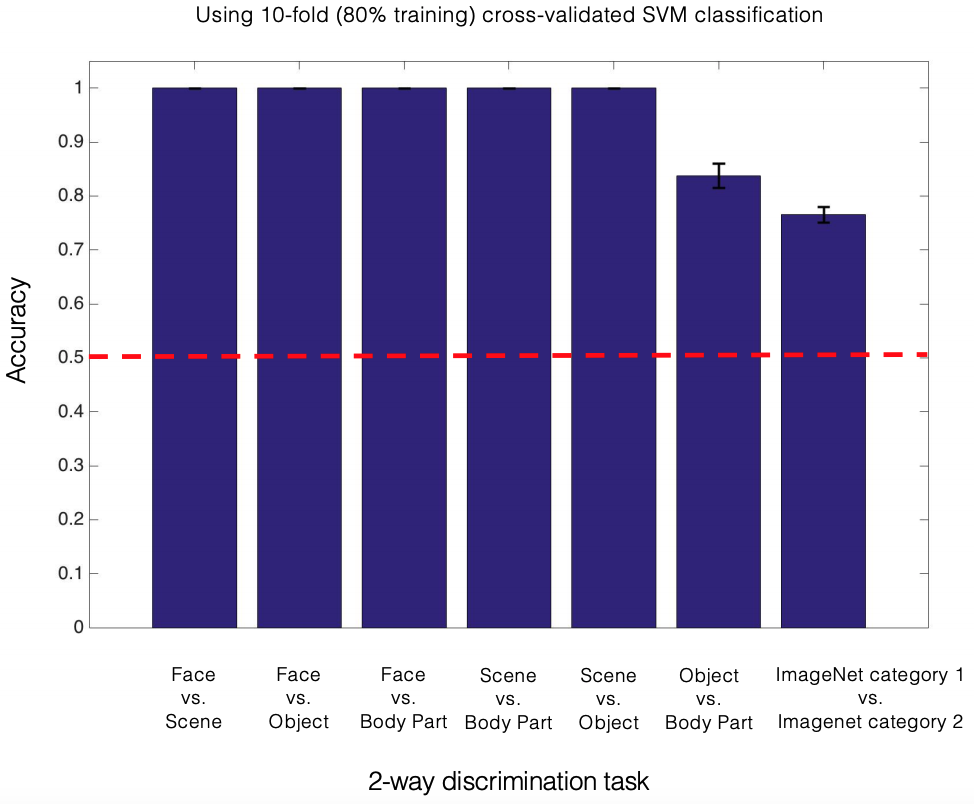 Using 10-fold (80% training) cross-validated SVM classification
1
0.9
0.8
0.7
0.6
0.5
0.4
0.3
0.2
0.1
0
Accuracy
Face
vs.
Scene
Face
vs.
Object
Face
vs.
Body Part
Scene
vs.
Body Part
Scene
vs.
Object
Object
vs.
Body Part
ImageNet category 1
vs.
Imagenet category 2
2-way discrimination task